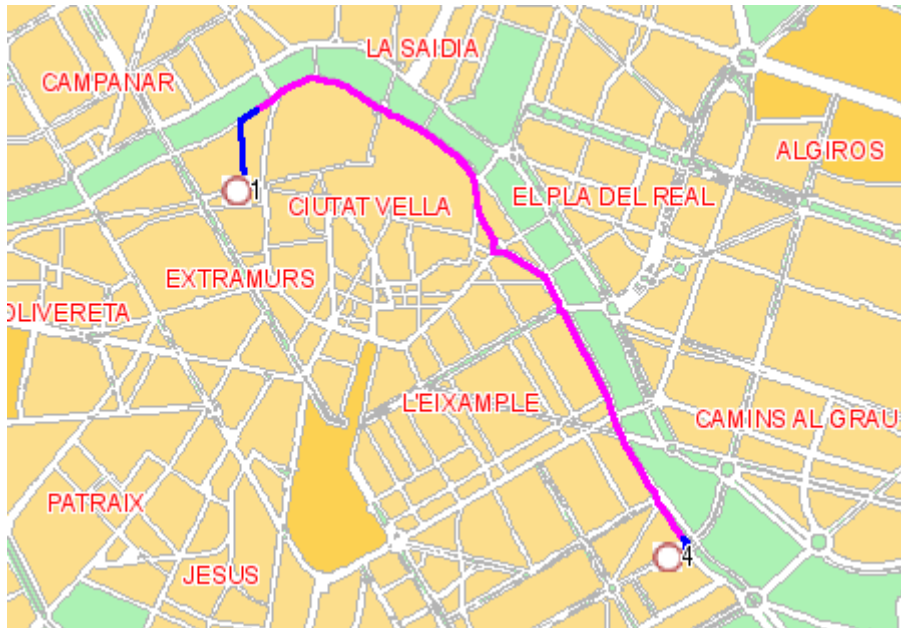 LA SAIDIA
CAMPANAR
ALGIROS
1
CIUTAT VELLA
EL PLA DEL REAL
EXTRAMURS
OLIVERETA
L'EIXAMPLE
CAMINS AL GRAU
PATRAIX
4
JESUS